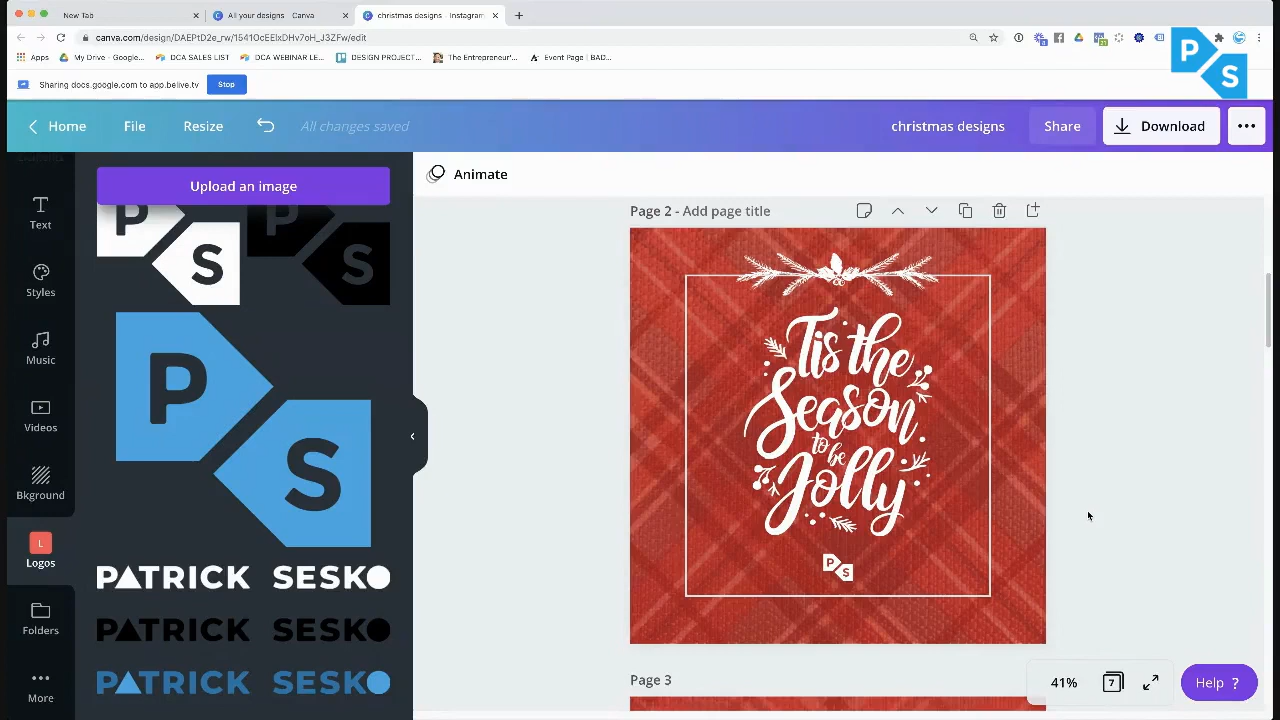 New Tab
All your designs - Canva
christmas designs - Instagram
canva.com/design/DAEPtD2e_rw/1541OcEEIxDHv7oH_J3ZFw/edit
Apps
My Drive - Google...
DCA SALES LIST
DCA WEBINAR LE...
DESIGN PROJECT...
The Entrepreneur'...
Event Page | BAD...
P S
Sharing docs.google.com to app.belive.tv
Stop
Home
File
Resize
All changes saved
christmas designs
Share
Download
Upload an image
Animate
Text
Styles
Music
Videos
Bkground
L
Logos
Folders
More
P S
P S
P S
PATRICK SESKO
PATRICK SESKO
PATRICK SESKO
Page 2 - Add page title
Tis the
Season
to be
Jolly
P S
Page 3
41%
7
Help ?